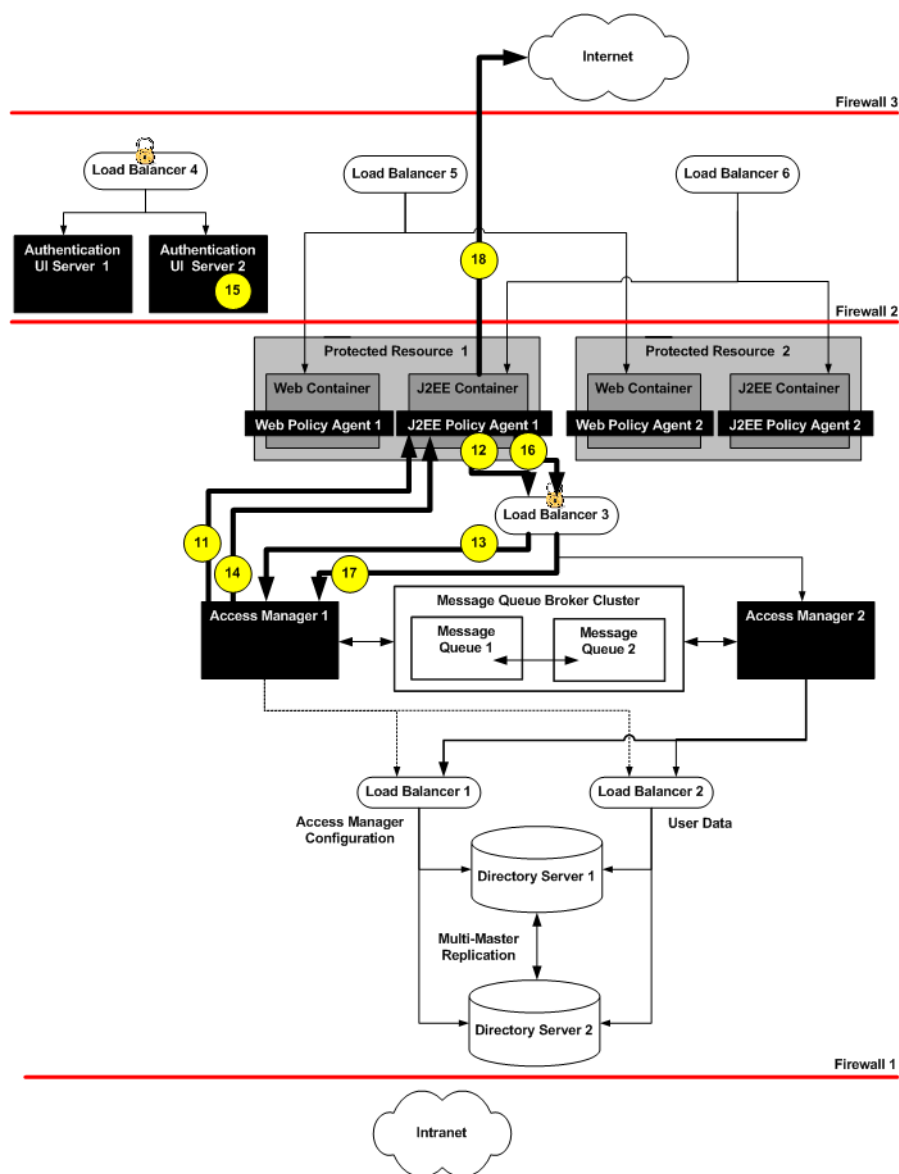 Internet
Firewall 3
Load Balancer 4
Load Balancer 5
Load Balancer 6
Authentication
UI Server 1
Authentication
UI Server 2
15
18
Firewall 2
Protected Resource 1
Web Container
J2EE Container
Web Policy Agent 1
J2EE Policy Agent 1
Protected Resource 2
Web Container
J2EE Container
Web Policy Agent 2
J2EE Policy Agent 2
12
16
Load Balancer 3
11
14
13
17
Access Manager 1
Message Queue Broker Cluster
Message
Queue 1
Message
Queue 2
Access Manager 2
Load Balancer 1
Load Balancer 2
Access Manager
Configuration
User Data
Directory Server 1
Multi-Master
Replication
Directory Server 2
Firewall 1
Intranet